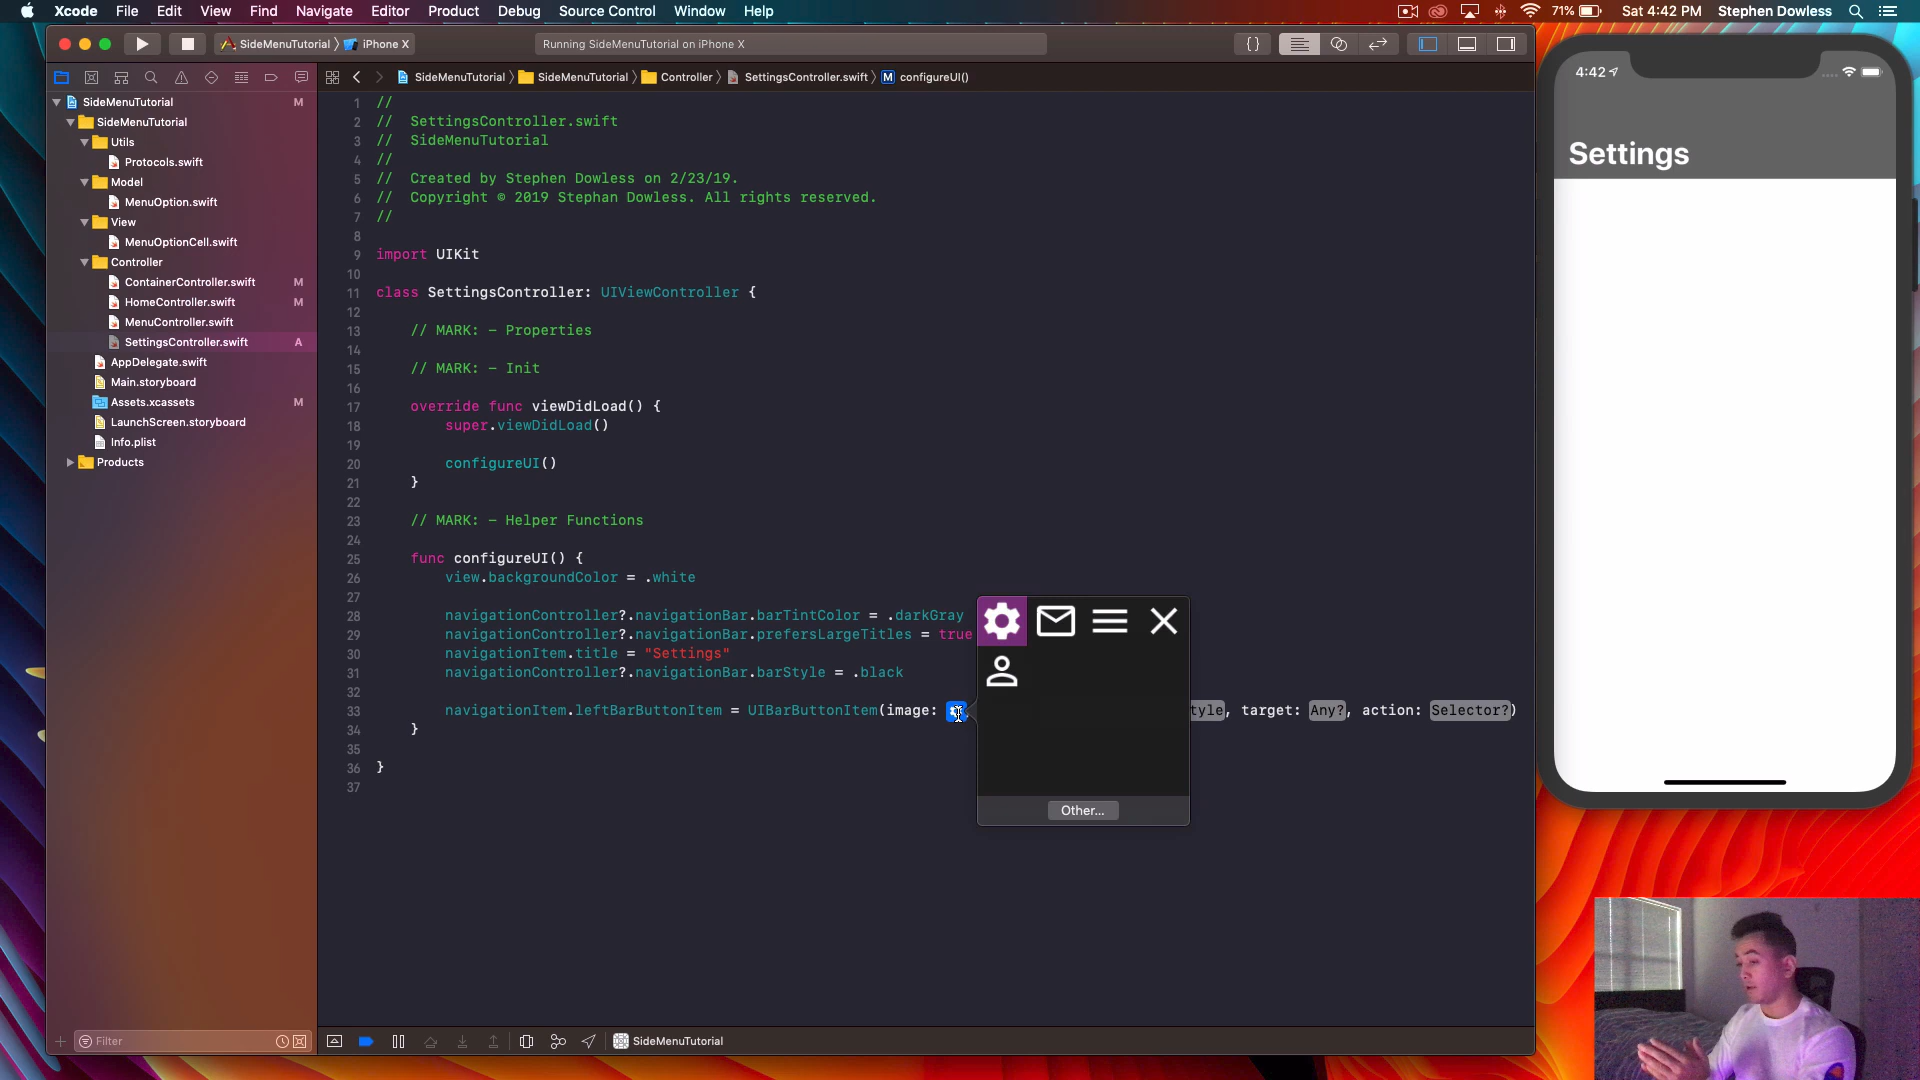 Xcode File Edit View Find Navigate Editor Product Debug Source Control Window Help
71% Sat 4:42 PM Stephen Dowless
SideMenuTutorial iPhone X
Running SideMenuTutorial on iPhone X
{}
SideMenuTutorial SideMenuTutorial Controller SettingsController.swift M configureUI()
SideMenuTutorial M
SideMenuTutorial
Utils
Protocols.swift
Model
MenuOption.swift
View
MenuOptionCell.swift
Controller
ContainerController.swift M
HomeController.swift M
MenuController.swift
SettingsController.swift A
AppDelegate.swift
Main.storyboard
Assets.xcassets M
LaunchScreen.storyboard
Info.plist
Products
Filter
1 //
2 // SettingsController.swift
3 // SideMenuTutorial
4 //
5 // Created by Stephen Dowless on 2/23/19.
6 // Copyright © 2019 Stephan Dowless. All rights reserved.
7 //
8
9 import UIKit
10
11 class SettingsController: UIViewController {
12
13 // MARK: - Properties
14
15 // MARK: - Init
16
17 override func viewDidLoad() {
18 super.viewDidLoad()
19
20 configureUI()
21 }
22
23 // MARK: - Helper Functions
24
25 func configureUI() {
26 view.backgroundColor = .white
27
28 navigationController?.navigationBar.barTintColor = .darkGray
29 navigationController?.navigationBar.prefersLargeTitles = true
30 navigationItem.title = "Settings"
31 navigationController?.navigationBar.barStyle = .black
32
33 navigationItem.leftBarButtonItem = UIBarButtonItem(image: tyle, target: Any?, action: Selector?)
34 }
35
36 }
37
Other...
SideMenuTutorial
4:42
Settings